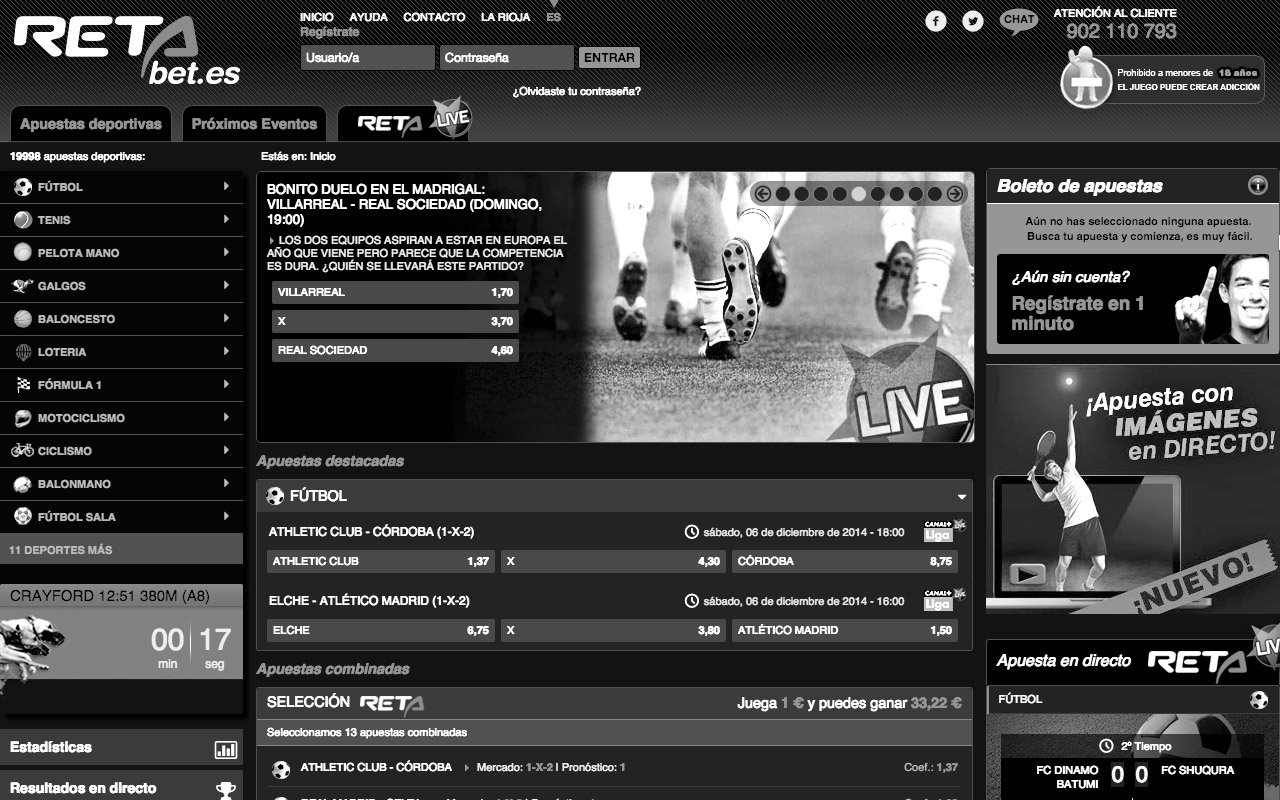 RETA
bet.es
INICIO AYUDA CONTACTO LA RIOJA ES
Regístrate
Usuario/a Contraseña ENTRAR
¿Olvidaste tu contraseña?
CHAT
ATENCIÓN AL CLIENTE
902 110 793
Prohibido a menores de 18 años
EL JUEGO PUEDE CREAR ADICCIÓN
Apuestas deportivas Próximos Eventos RETA LIVE
19998 apuestas deportivas:
FÚTBOL
TENIS
PELOTA MANO
GALGOS
BALONCESTO
LOTERIA
FÓRMULA 1
MOTOCICLISMO
CICLISMO
BALONMANO
FÚTBOL SALA
11 DEPORTES MÁS
CRAYFORD 12:51 380M (A8)
00 17
min seg
Estadísticas
Resultados en directo
Estás en: Inicio
BONITO DUELO EN EL MADRIGAL:
VILLARREAL - REAL SOCIEDAD (DOMINGO,
19:00)
LOS DOS EQUIPOS ASPIRAN A ESTAR EN EUROPA EL
AÑO QUE VIENE PERO PARECE QUE LA COMPETENCIA
ES DURA. ¿QUIÉN SE LLEVARÁ ESTE PARTIDO?
VILLARREAL 1,70
X 3,70
REAL SOCIEDAD 4,60
LIVE
Apuestas destacadas
FÚTBOL
ATHLETIC CLUB - CÓRDOBA (1-X-2) sábado, 06 de diciembre de 2014 - 18:00 CANAL+ Liga LIVE
ATHLETIC CLUB 1,37 X 4,30 CÓRDOBA 8,75
ELCHE - ATLÉTICO MADRID (1-X-2) sábado, 06 de diciembre de 2014 - 16:00 CANAL+ Liga LIVE
ELCHE 6,75 X 3,80 ATLÉTICO MADRID 1,50
Apuestas combinadas
SELECCIÓN RETA Juega 1 € y puedes ganar 33,22 €
Seleccionamos 13 apuestas combinadas
ATHLETIC CLUB - CÓRDOBA Mercado: 1-X-2 | Pronóstico: 1 Coef.: 1,37
Boleto de apuestas
Aún no has seleccionado ninguna apuesta.
Busca tu apuesta y comienza, es muy fácil.
¿Aún sin cuenta?
Regístrate en 1
minuto
¡Apuesta con
IMÁGENES
en DIRECTO!
¡NUEVO!
Apuesta en directo RETA LIV
FÚTBOL
2º Tiempo
FC DINAMO
BATUMI 0 0 FC SHUQURA